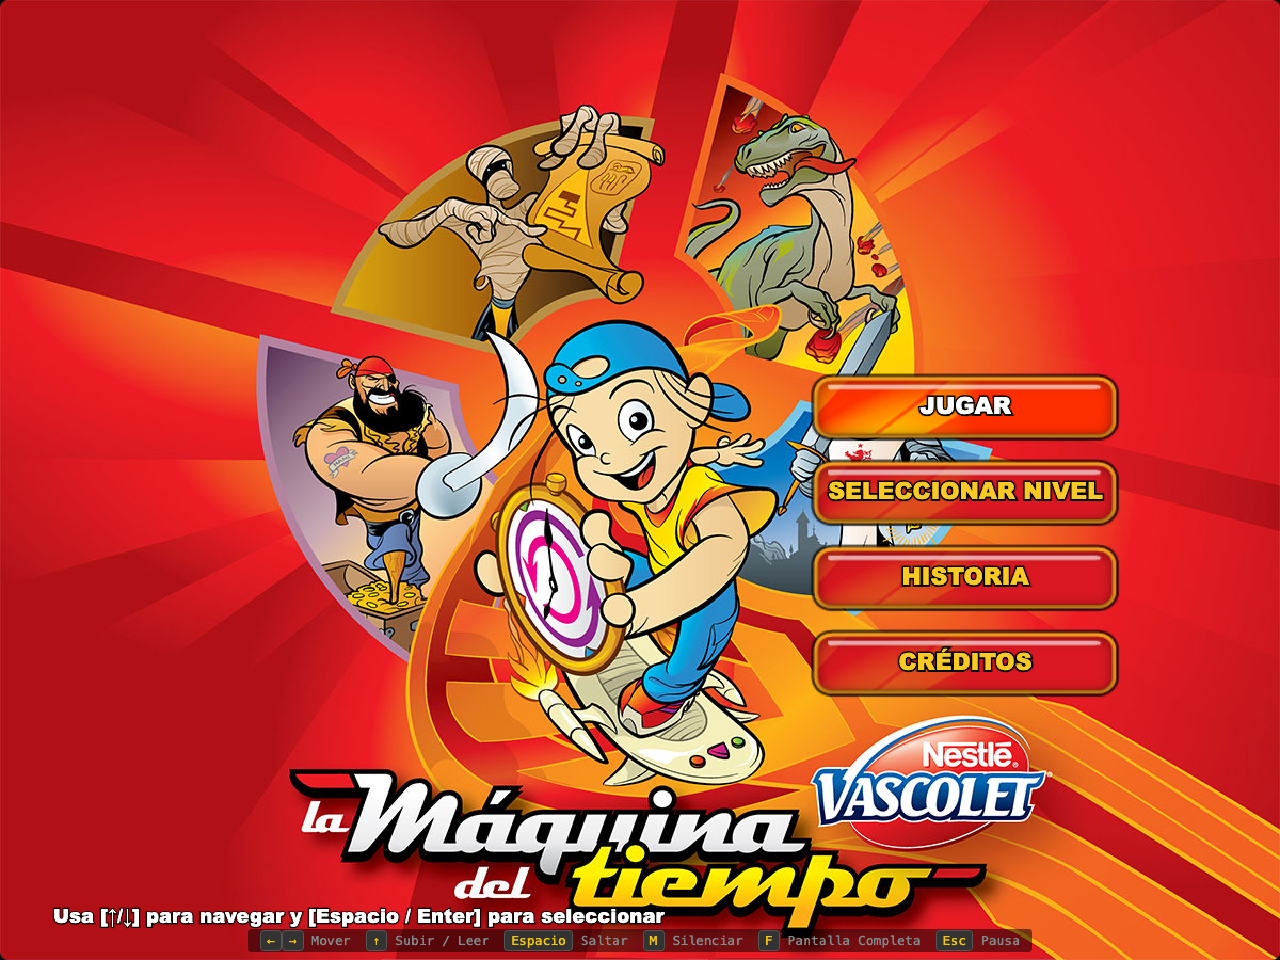 JUGAR
SELECCIONAR NIVEL
HISTORIA
CRÉDITOS
Nestlé®
VASCOLET®
la Máquina
del tiempo
Usa [↑/↓] para navegar y [Espacio / Enter] para seleccionar
← → Mover ↑ Subir / Leer Espacio Saltar M Silenciar F Pantalla Completa Esc Pausa